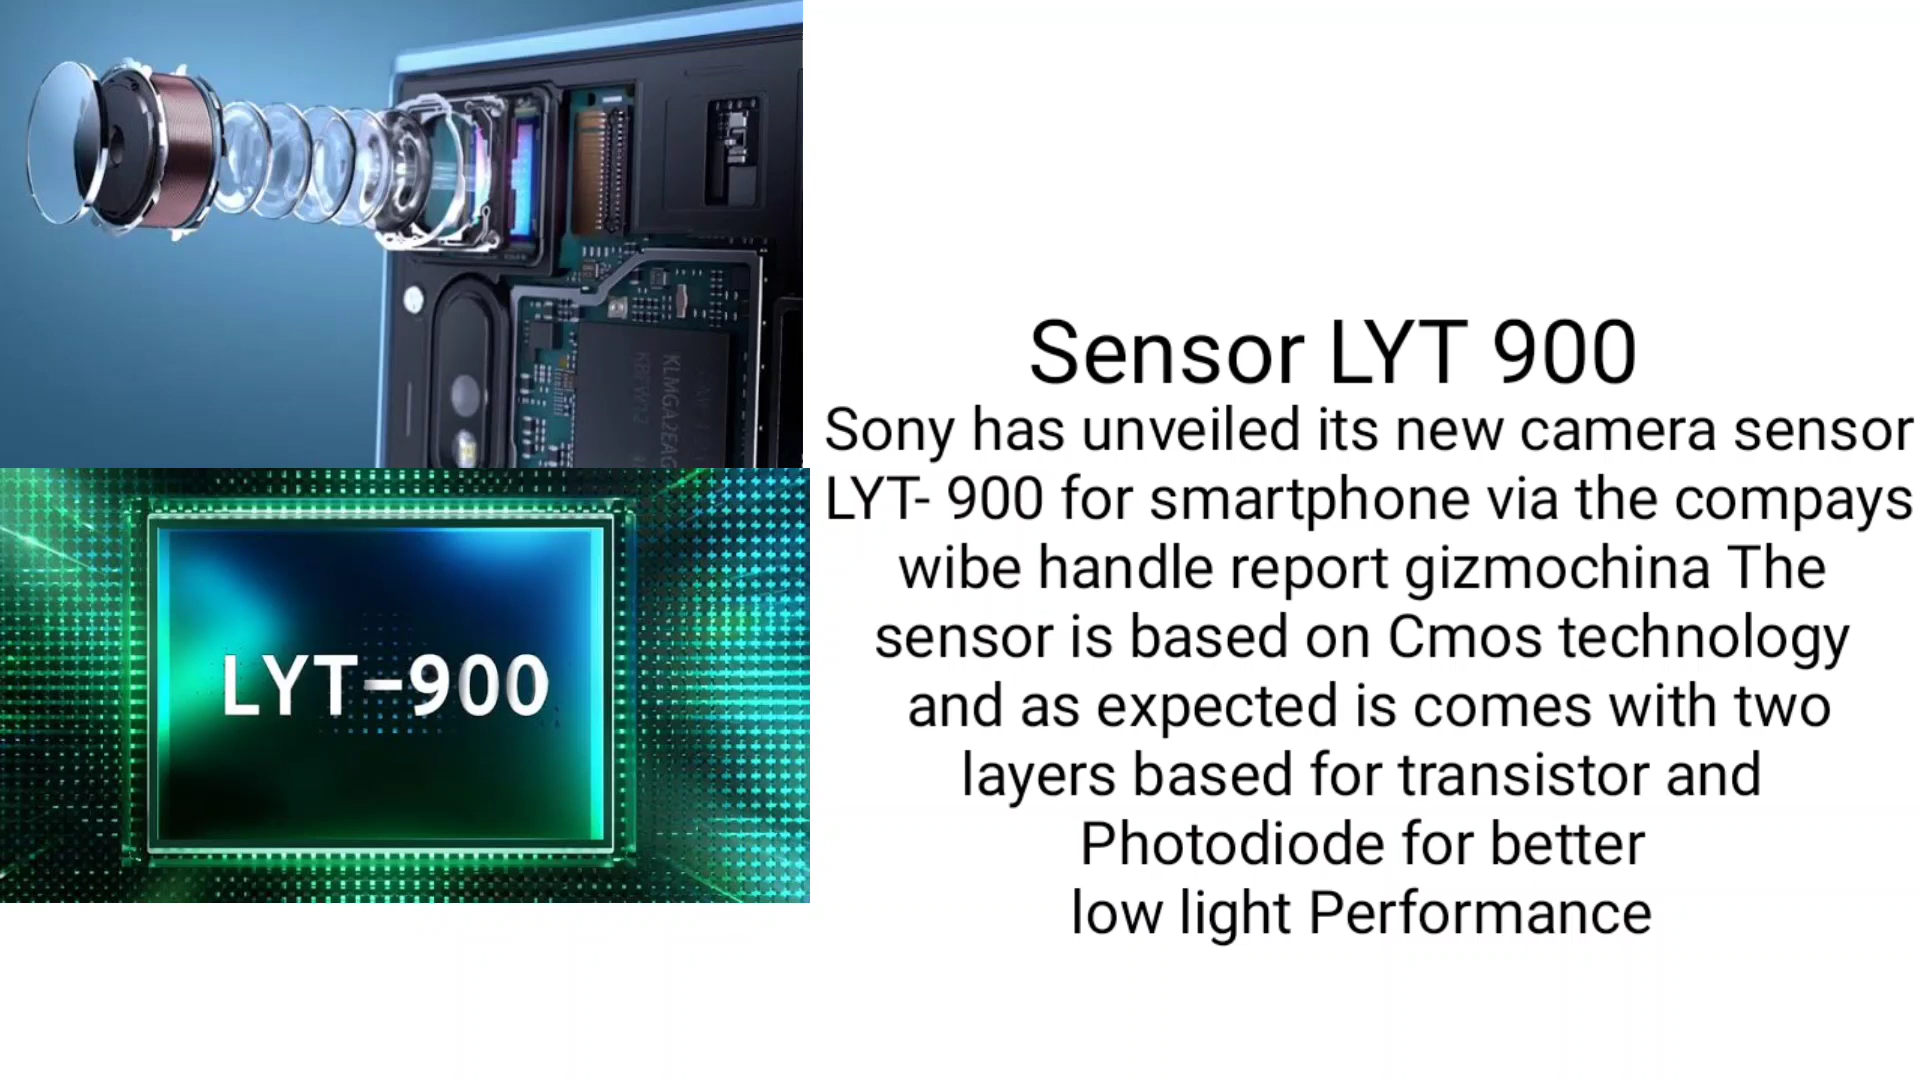 Sensor LYT 900
Sony has unveiled its new camera sensor
LYT- 900 for smartphone via the compays
wibe handle report gizmochina The
sensor is based on Cmos technology
and as expected is comes with two
layers based for transistor and
Photodiode for better
low light Performance
KLMGA2EAC
LYT-900